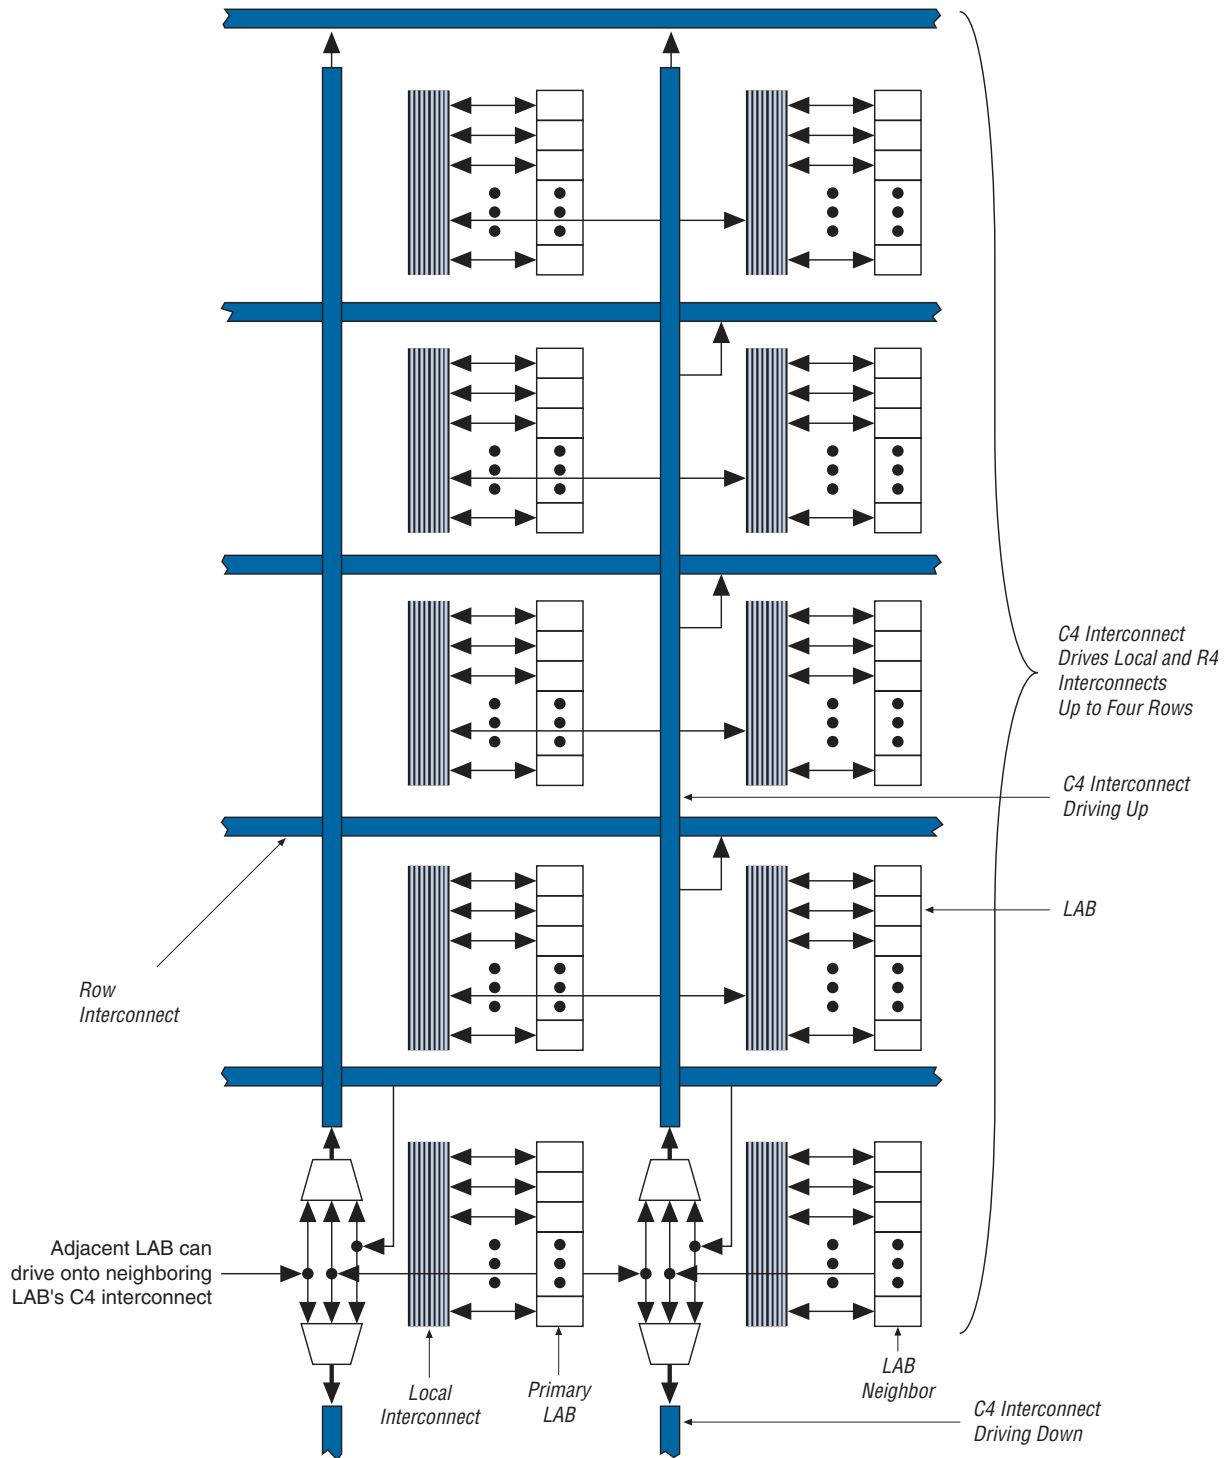 C4 Interconnect
Drives Local and R4
Interconnects
Up to Four Rows
C4 Interconnect
Driving Up
LAB
Row
Interconnect
Adjacent LAB can
drive onto neighboring
LAB's C4 interconnect
Local
Interconnect
Primary
LAB
LAB
Neighbor
C4 Interconnect
Driving Down